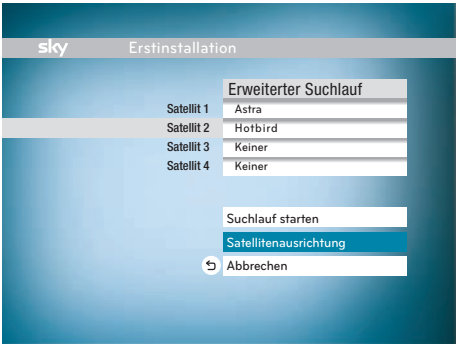 sky Erstinstallation
Erweiterter Suchlauf
Satellit 1 Astra
Satellit 2 Hotbird
Satellit 3 Keiner
Satellit 4 Keiner
Suchlauf starten
Satellitenausrichtung
Abbrechen